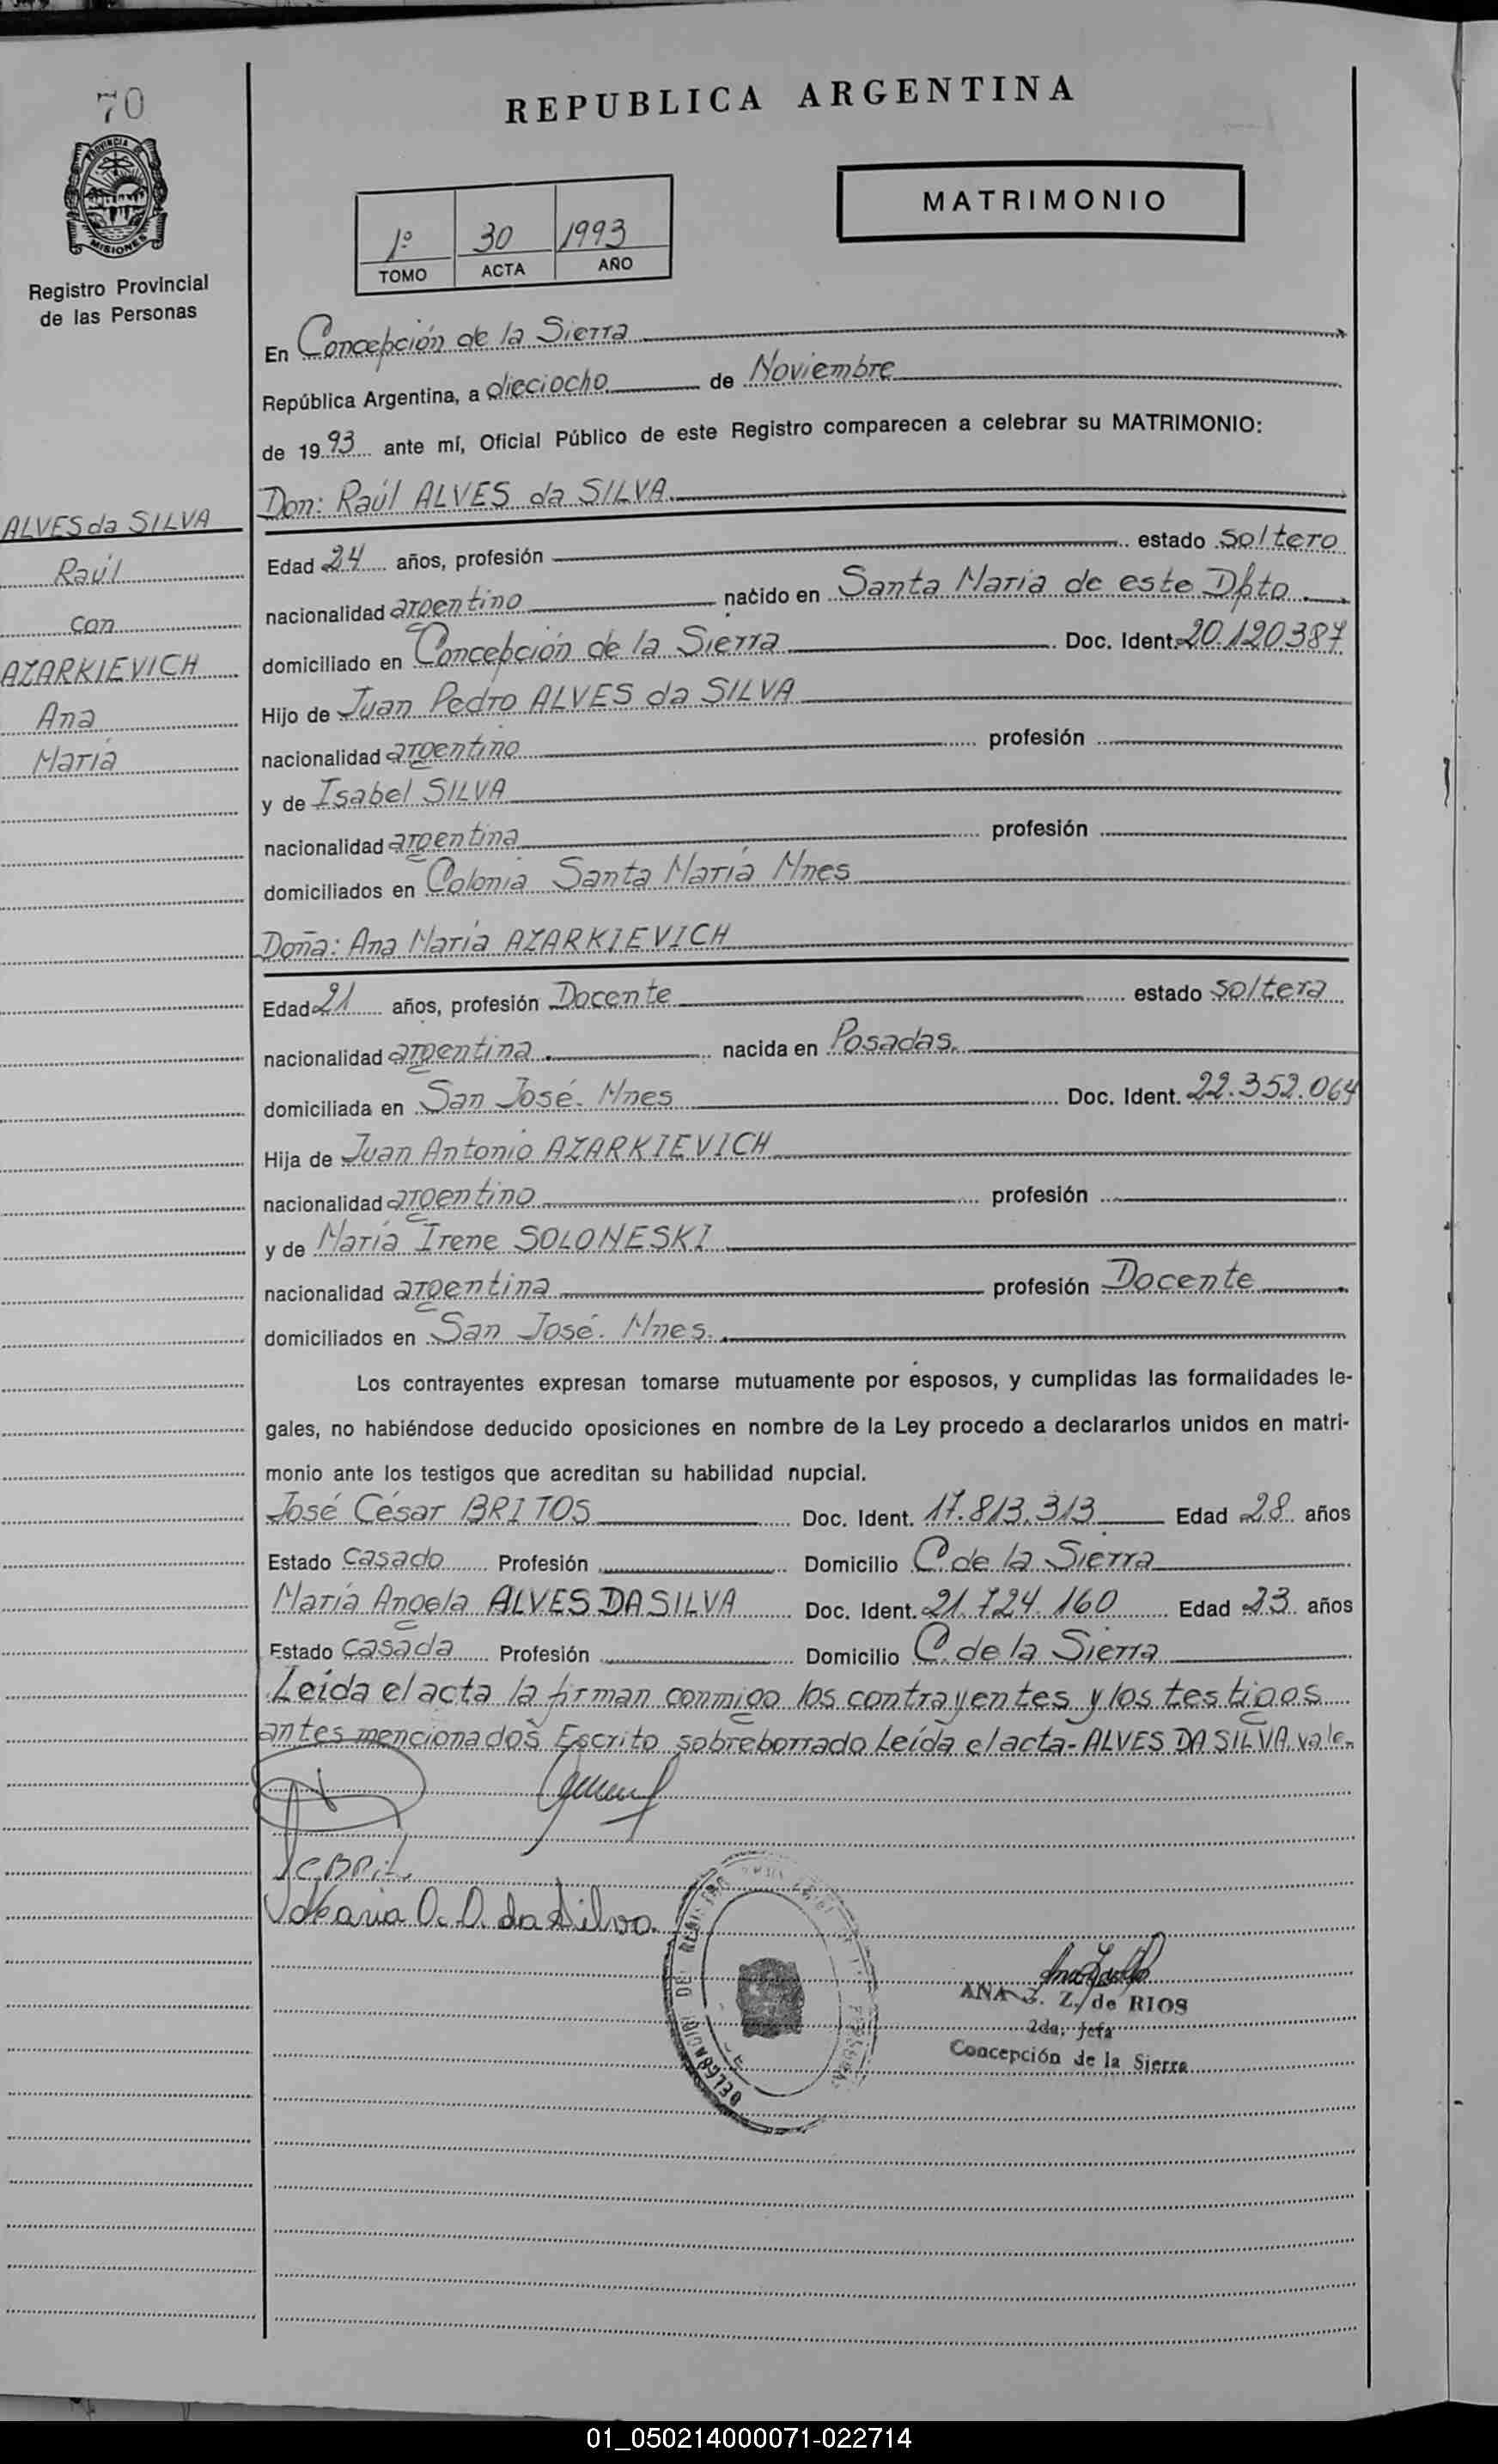 70
PROVINCIA DE
MISIONES
Registro Provincial
de las Personas
REPUBLICA ARGENTINA
MATRIMONIO
1º 30 1993
TOMO ACTA AÑO
En Concepción de la Sierra
República Argentina, a dieciocho de Noviembre
de 1993 ante mí, Oficial Público de este Registro comparecen a celebrar su MATRIMONIO:
Don: Raúl ALVES da SILVA
ALVES da SILVA
Raúl
con
AZARKIEVICH
Ana
María
Edad 24 años, profesión estado soltero
nacionalidad argentino nacido en Santa Maria de este Dpto.
domiciliado en Concepción de la Sierra Doc. Ident. 20.120.387
Hijo de Juan Pedro ALVES da SILVA
nacionalidad argentino profesión
y de Isabel SILVA
nacionalidad argentina profesión
domiciliados en Colonia Santa María Mnes
Doña: Ana María AZARKIEVICH
Edad 21 años, profesión Docente estado soltera
nacionalidad argentina. nacida en Posadas.
domiciliada en San José. Mnes Doc. Ident. 22.352.064
Hija de Juan Antonio AZARKIEVICH
nacionalidad argentino profesión
y de María Irene SOLONESKI
nacionalidad argentina profesión Docente
domiciliados en San José. Mnes.
Los contrayentes expresan tomarse mutuamente por esposos, y cumplidas las formalidades le-
gales, no habiéndose deducido oposiciones en nombre de la Ley procedo a declararlos unidos en matri-
monio ante los testigos que acreditan su habilidad nupcial.
José César BRITOS Doc. Ident. 17.813.313 Edad 28 años
Estado Casado Profesión Domicilio C. de la Sierra
María Angela ALVES DA SILVA Doc. Ident. 21.724.160 Edad 23 años
Estado Casada Profesión Domicilio C. de la Sierra
Leída el acta la firman conmigo los contrayentes y los testigos
antes mencionados Escrito sobreborrado Leída el acta- ALVES DA SILVA vale-
Maria A. A. da Silva
DELEGACION DE REGISTRO
ANA Z. de RIOS
2da. Jefa
Concepción de la Sierra
01_050214000071-022714